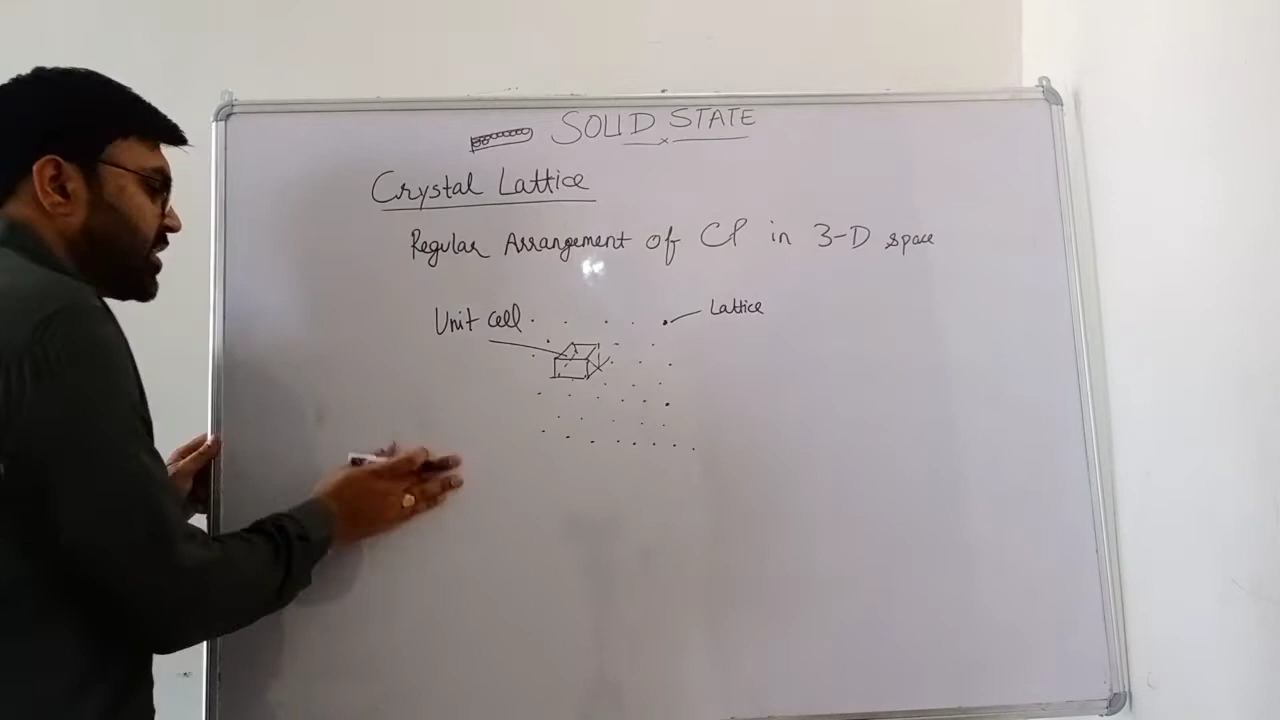 SOLID STATE
Crystal Lattice
Regular Arrangement of CP in 3-D space
Unit cell
Lattice